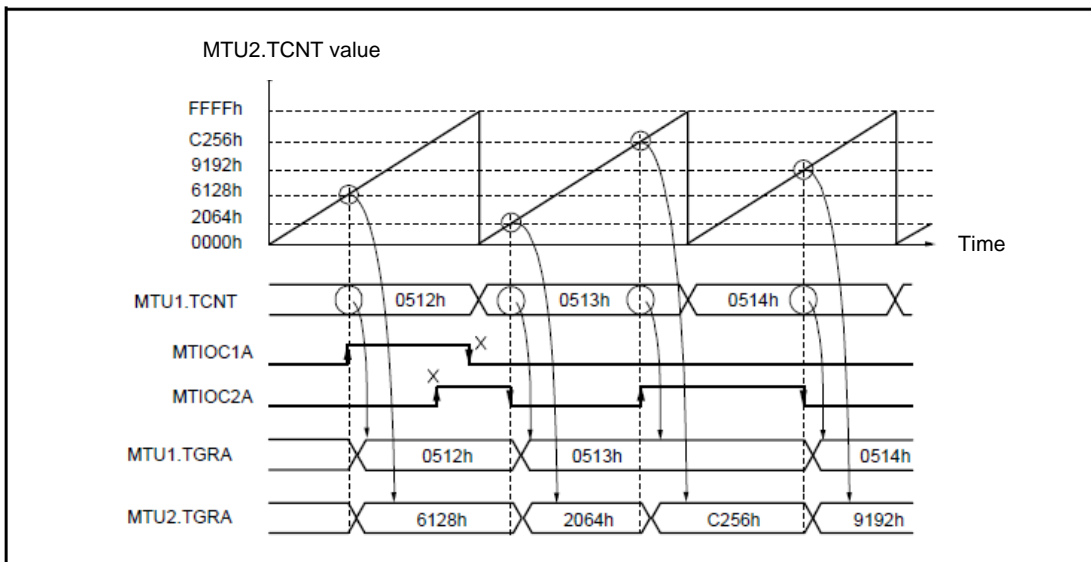 MTU2.TCNT value
FFFFh
C256h
9192h
6128h
2064h
0000h
Time
MTU1.TCNT 0512h 0513h 0514h
MTIOC1A X
MTIOC2A X
MTU1.TGRA 0512h 0513h 0514h
MTU2.TGRA 6128h 2064h C256h 9192h